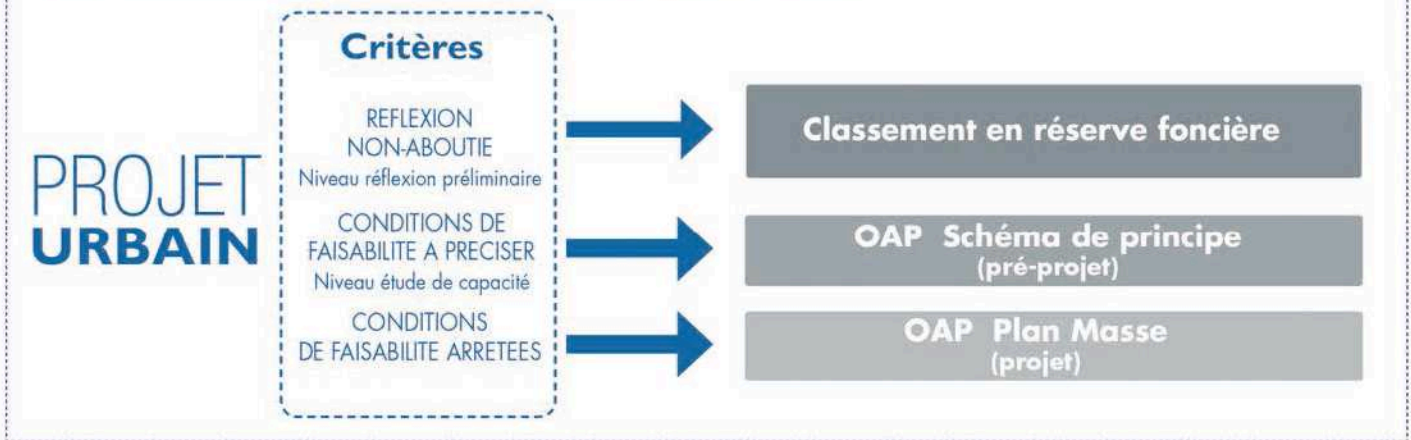 PROJET
URBAIN
Critères
REFLEXION
NON-ABOUTIE
Niveau réflexion préliminaire
CONDITIONS DE
FAISABILITE A PRECISER
Niveau étude de capacité
CONDITIONS
DE FAISABILITE ARRETEES
Classement en réserve foncière
OAP Schéma de principe
(pré-projet)
OAP Plan Masse
(projet)